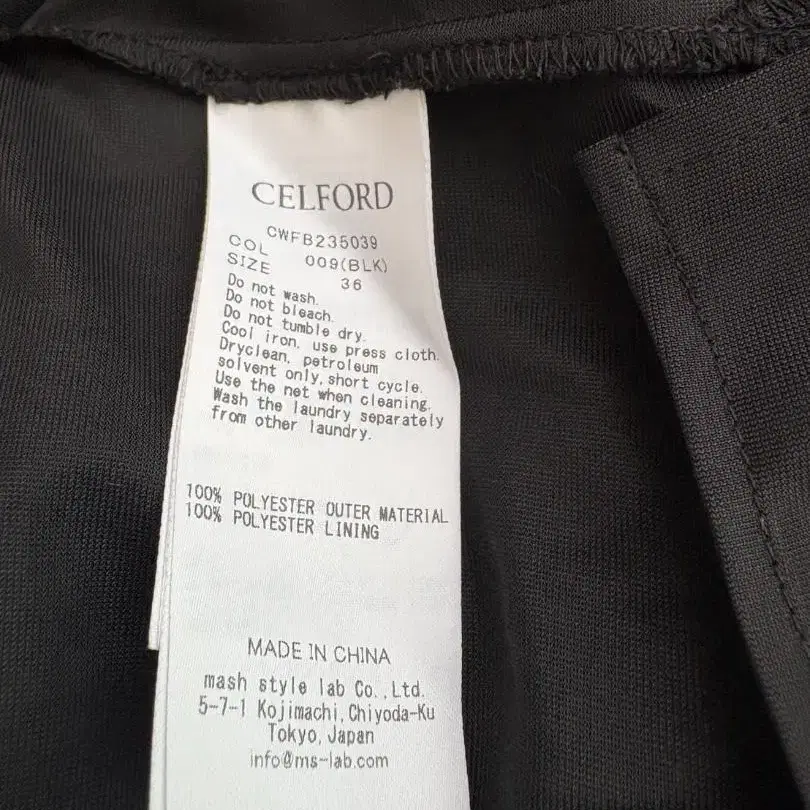 CELFORD
CWFB235039
COL 009(BLK)
SIZE 36
Do not wash.
Do not bleach.
Do not tumble dry.
Cool iron. use press cloth.
Dryclean, petroleum
solvent only,short cycle.
Use the net when cleaning.
Wash the laundry separately
from other laundry.
100% POLYESTER OUTER MATERIAL
100% POLYESTER LINING
MADE IN CHINA
mash style lab Co.,Ltd.
5-7-1 Kojimachi,Chiyoda-Ku
Tokyo,Japan
info@ms-lab.com